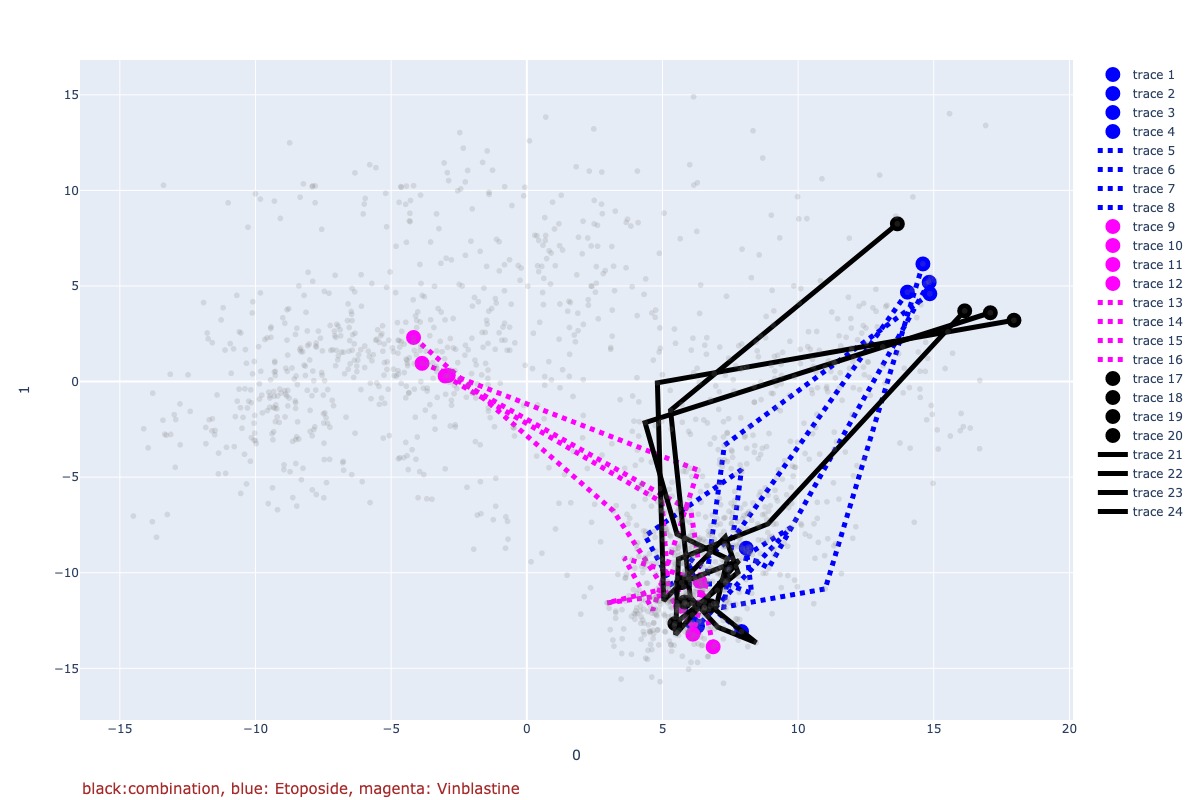 15
10
5
0
−5
−10
−15
1
−15
−10
−5
0
5
10
15
20
0
trace 1
trace 2
trace 3
trace 4
trace 5
trace 6
trace 7
trace 8
trace 9
trace 10
trace 11
trace 12
trace 13
trace 14
trace 15
trace 16
trace 17
trace 18
trace 19
trace 20
trace 21
trace 22
trace 23
trace 24
black:combination, blue: Etoposide, magenta: Vinblastine